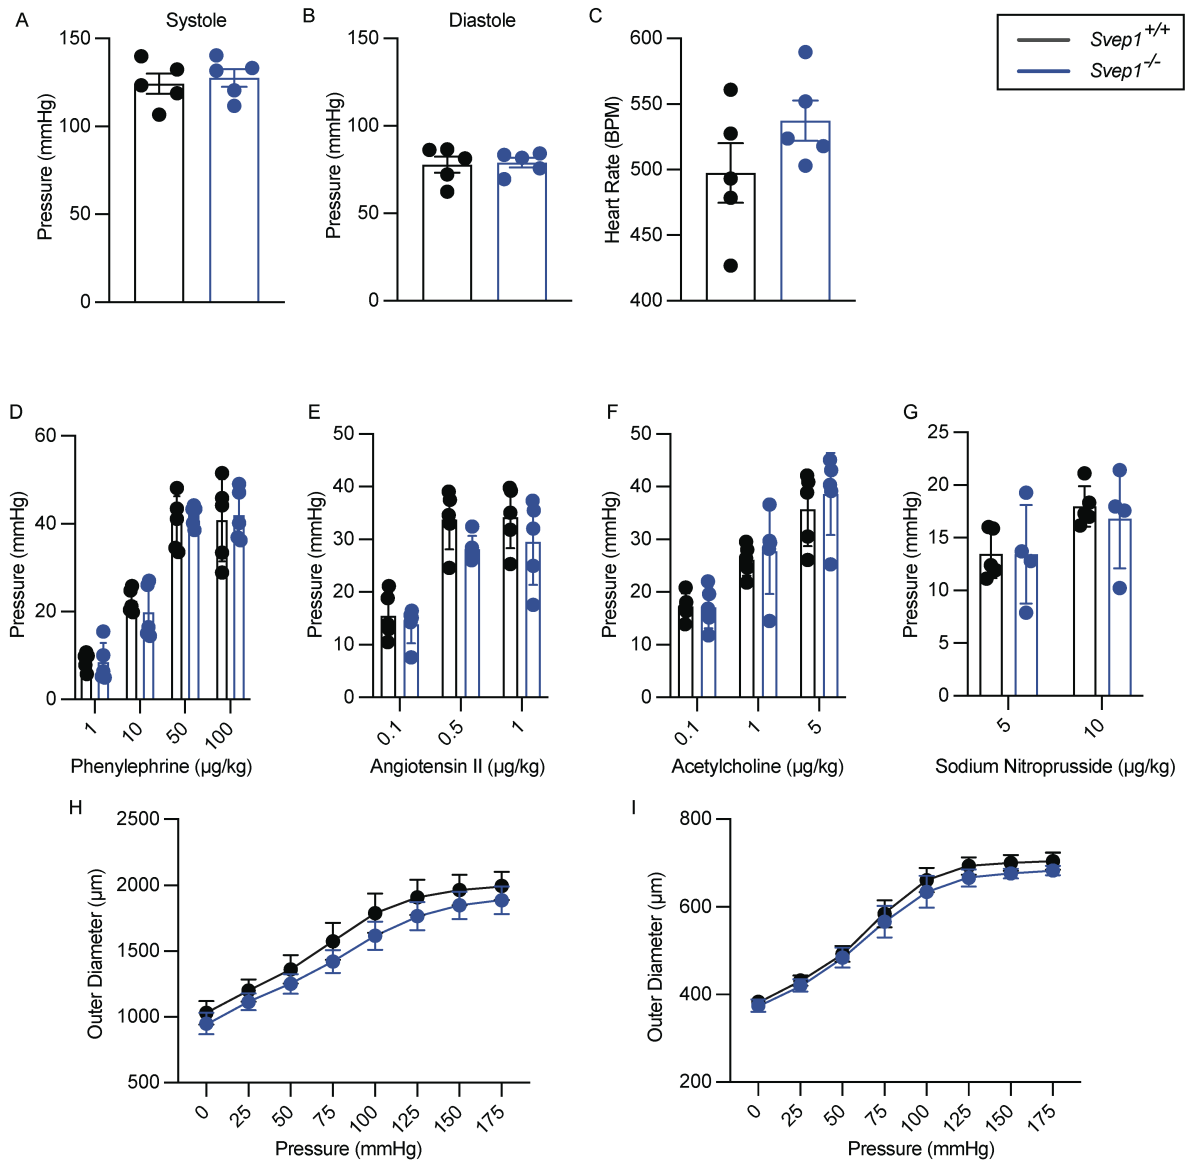 A
Systole
Pressure (mmHg)
150
100
50
0
B
Diastole
Pressure (mmHg)
150
100
50
0
C
Heart Rate (BPM)
600
550
500
450
400
Svep1+/+
Svep1-/-
D
Pressure (mmHg)
60
40
20
0
1 10 50 100
Phenylephrine (µg/kg)
E
Pressure (mmHg)
50
40
30
20
10
0
0.1 0.5 1
Angiotensin II (µg/kg)
F
Pressure (mmHg)
50
40
30
20
10
0
0.1 1 5
Acetylcholine (µg/kg)
G
Pressure (mmHg)
25
20
15
10
5
0
5 10
Sodium Nitroprusside (µg/kg)
H
Outer Diameter (µm)
2500
2000
1500
1000
500
0 25 50 75 100 125 150 175
Pressure (mmHg)
I
Outer Diameter (µm)
800
600
400
200
0 25 50 75 100 125 150 175
Pressure (mmHg)